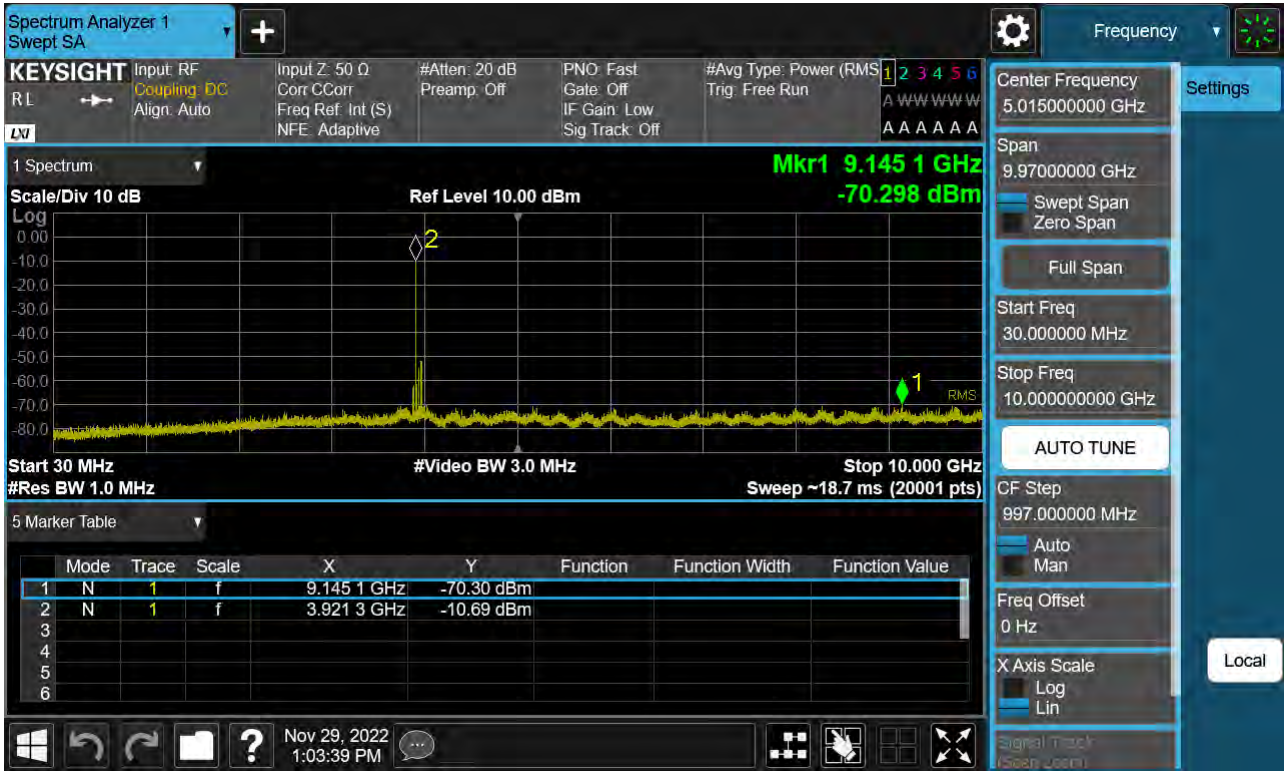 Spectrum Analyzer 1
Swept SA
+
Frequency
KEYSIGHT
RL
LXI
Input: RF
Coupling: DC
Align: Auto
Input Z: 50 Ω
Corr CCorr
Freq Ref: Int (S)
NFE: Adaptive
#Atten: 20 dB
Preamp: Off
PNO: Fast
Gate: Off
IF Gain: Low
Sig Track: Off
#Avg Type: Power (RMS
Trig: Free Run
1 2 3 4 5 6
A W W W W W
A A A A A A
Center Frequency
5.015000000 GHz
Settings
Span
9.97000000 GHz
Swept Span
Zero Span
Full Span
Start Freq
30.000000 MHz
Stop Freq
10.000000000 GHz
AUTO TUNE
CF Step
997.000000 MHz
Auto
Man
Freq Offset
0 Hz
X Axis Scale
Log
Lin
Signal Track
(Span Zoom)
Local
1 Spectrum
Mkr1 9.145 1 GHz
Scale/Div 10 dB
Ref Level 10.00 dBm
-70.298 dBm
Log
0.00
-10.0
-20.0
-30.0
-40.0
-50.0
-60.0
-70.0
-80.0
2
1
RMS
Start 30 MHz
#Video BW 3.0 MHz
Stop 10.000 GHz
#Res BW 1.0 MHz
Sweep ~18.7 ms (20001 pts)
5 Marker Table
Mode Trace Scale X Y Function Function Width Function Value
1 N 1 f 9.145 1 GHz -70.30 dBm
2 N 1 f 3.921 3 GHz -10.69 dBm
3
4
5
6
?
Nov 29, 2022
1:03:39 PM